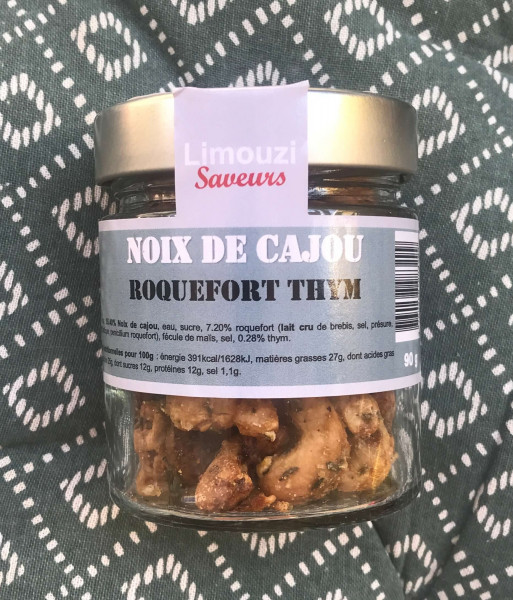 Limouzi
Saveurs
NOIX DE CAJOU
ROQUEFORT THYM
Noix de cajou, eau, sucre, 7.20% roquefort (lait cru de brebis, sel, présure,
penicillium roquefort), fécule de maïs, sel, 0.28% thym.
pour 100g : énergie 391kcal/1628kJ, matières grasses 27g, dont acides gras
dont sucres 12g, protéines 12g, sel 1,1g.
90 g